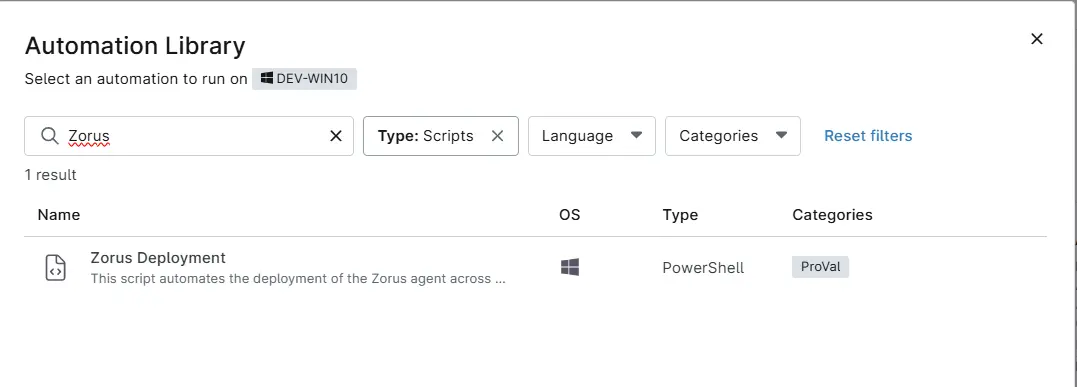 Automation Library
Select an automation to run on DEV-WIN10
Zorus Type: Scripts Language Categories Reset filters
1 result
Name OS Type Categories
Zorus Deployment
This script automates the deployment of the Zorus agent across ...
PowerShell ProVal